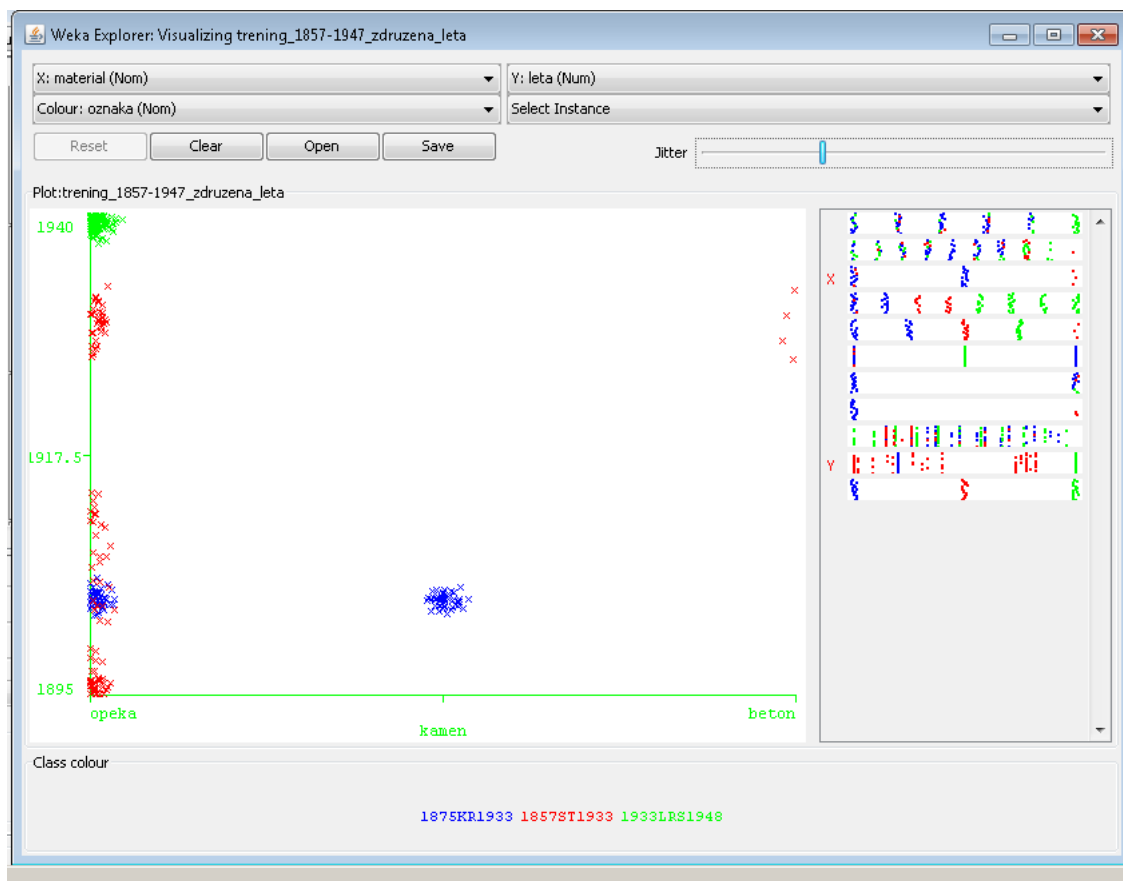 Weka Explorer: Visualizing trening_1857-1947_zdruzena_leta
X: material (Nom) Y: leta (Num)
Colour: oznaka (Nom) Select Instance
Reset Clear Open Save Jitter
Plot:trening_1857-1947_zdruzena_leta
1940
X
1917.5
Y
1895
opeka beton
kamen
Class colour
1875KR1933 1857ST1933 1933LRS1948